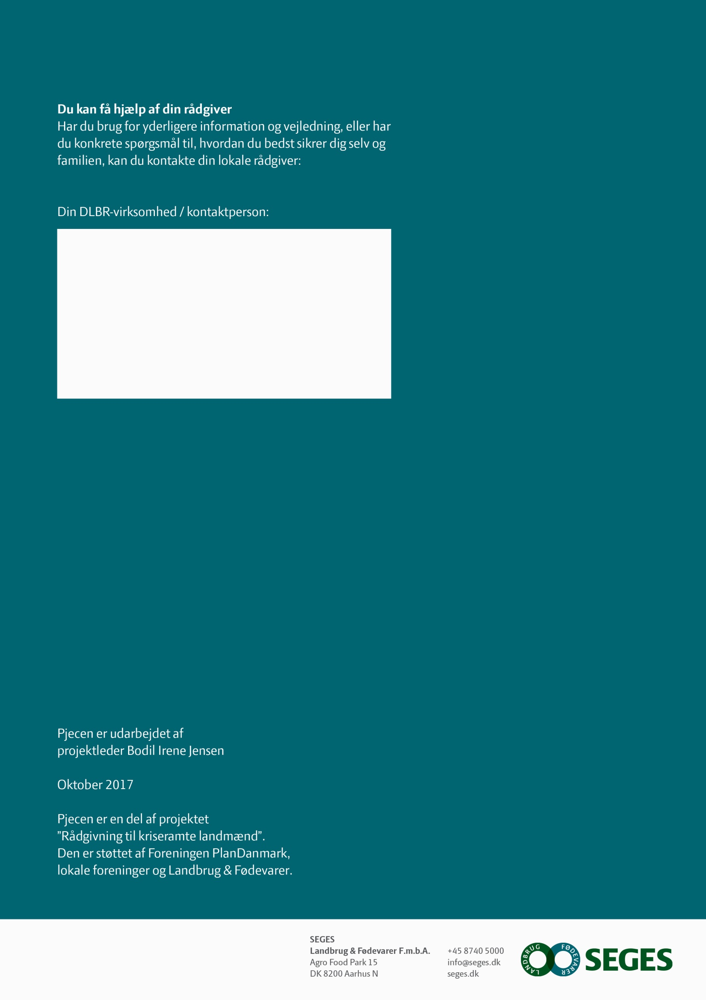 Du kan få hjælp af din rådgiver
Har du brug for yderligere information og vejledning, eller har
du konkrete spørgsmål til, hvordan du bedst sikrer dig selv og
familien, kan du kontakte din lokale rådgiver:
Din DLBR-virksomhed / kontaktperson:
Pjecen er udarbejdet af
projektleder Bodil Irene Jensen
Oktober 2017
Pjecen er en del af projektet
”Rådgivning til kriseramte landmænd”.
Den er støttet af Foreningen PlanDanmark,
lokale foreninger og Landbrug & Fødevarer.
SEGES
Landbrug & Fødevarer F.m.b.A.
Agro Food Park 15
DK 8200 Aarhus N
+45 8740 5000
info@seges.dk
seges.dk
LANDBRUG FØDEVARER
SEGES